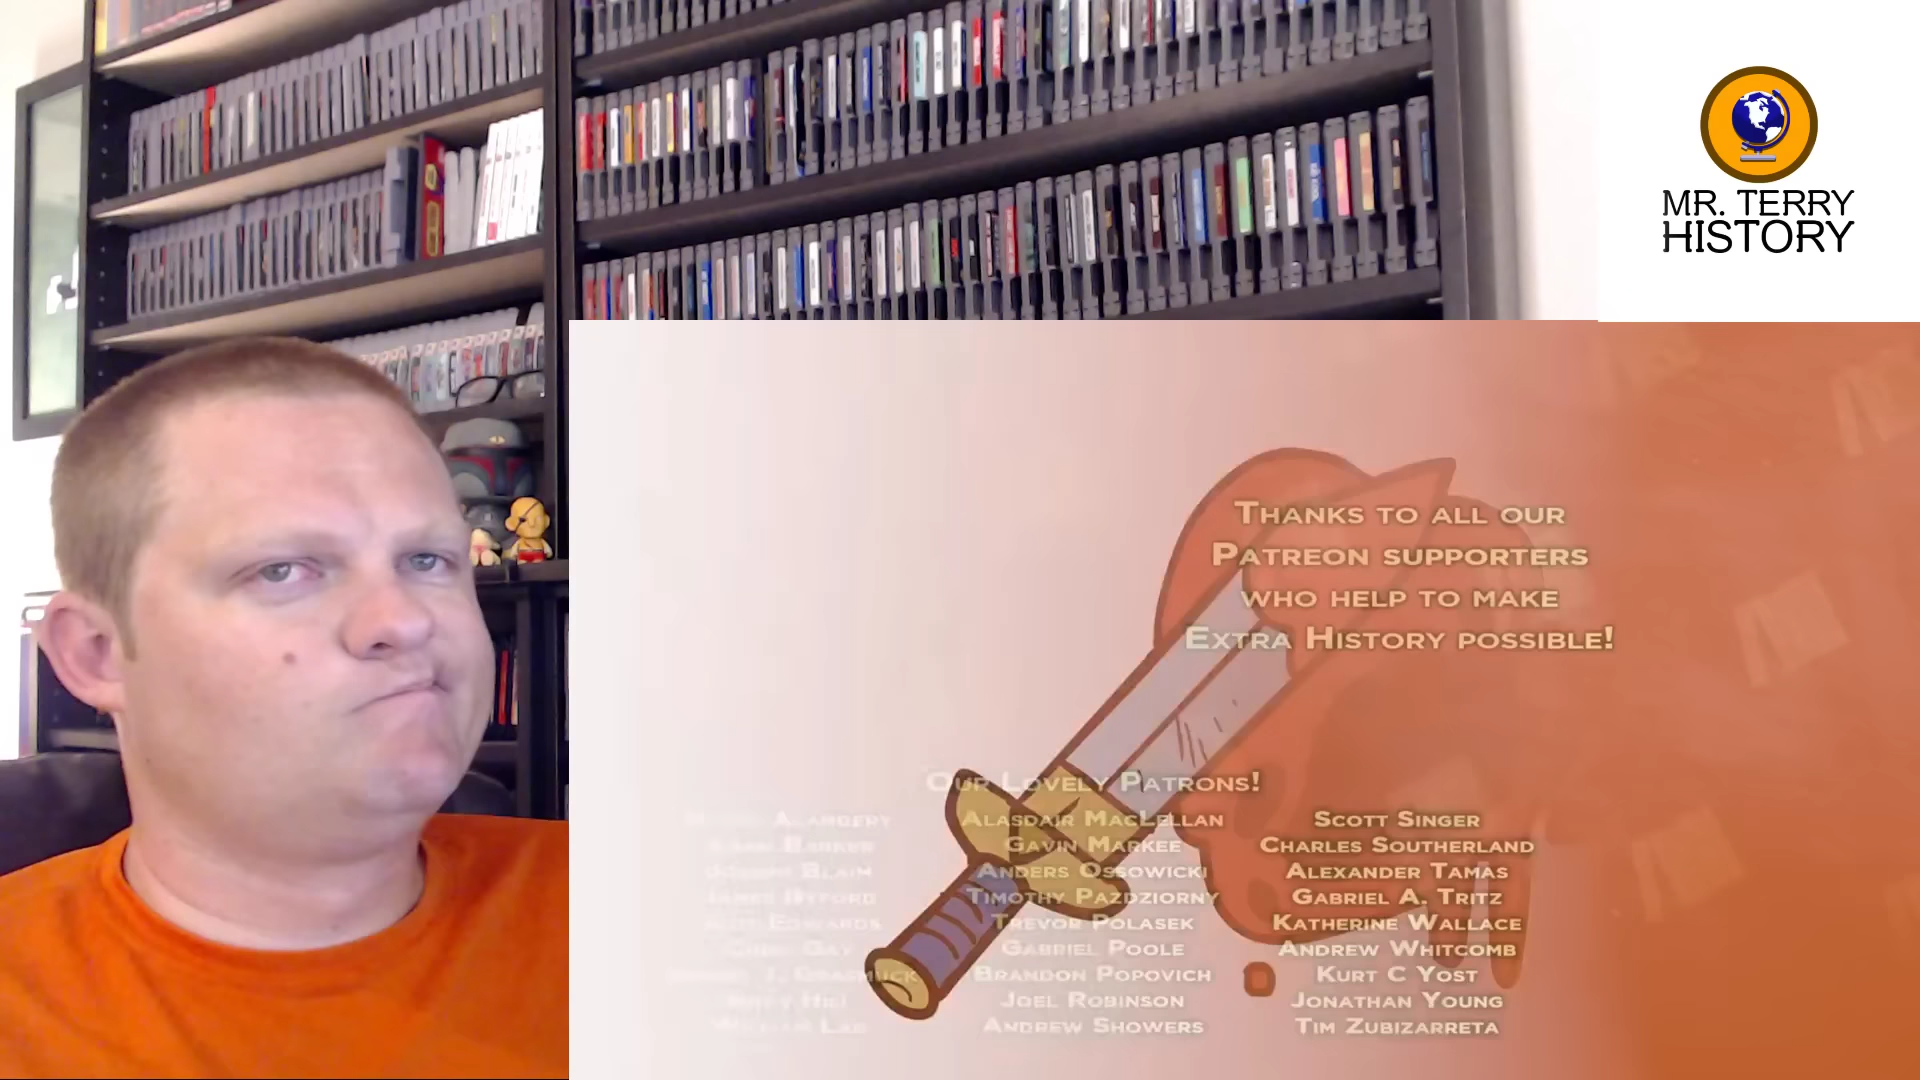 MR. TERRY
HISTORY
THANKS TO ALL OUR
PATREON SUPPORTERS
WHO HELP TO MAKE
EXTRA HISTORY POSSIBLE!
OUR LOVELY PATRONS!
ALASDAIR MACLELLAN
SCOTT SINGER
GAVIN MARKEE
CHARLES SOUTHERLAND
ANDERS OSSOWICKI
ALEXANDER TAMAS
TIMOTHY PAZDZIORNY
GABRIEL A. TRITZ
EDWARDS
TREVOR POLASEK
KATHERINE WALLACE
GABRIEL POOLE
ANDREW WHITCOMB
BRANDON POPOVICH
KURT C YOST
JOEL ROBINSON
JONATHAN YOUNG
ANDREW SHOWERS
TIM ZUBIZARRETA